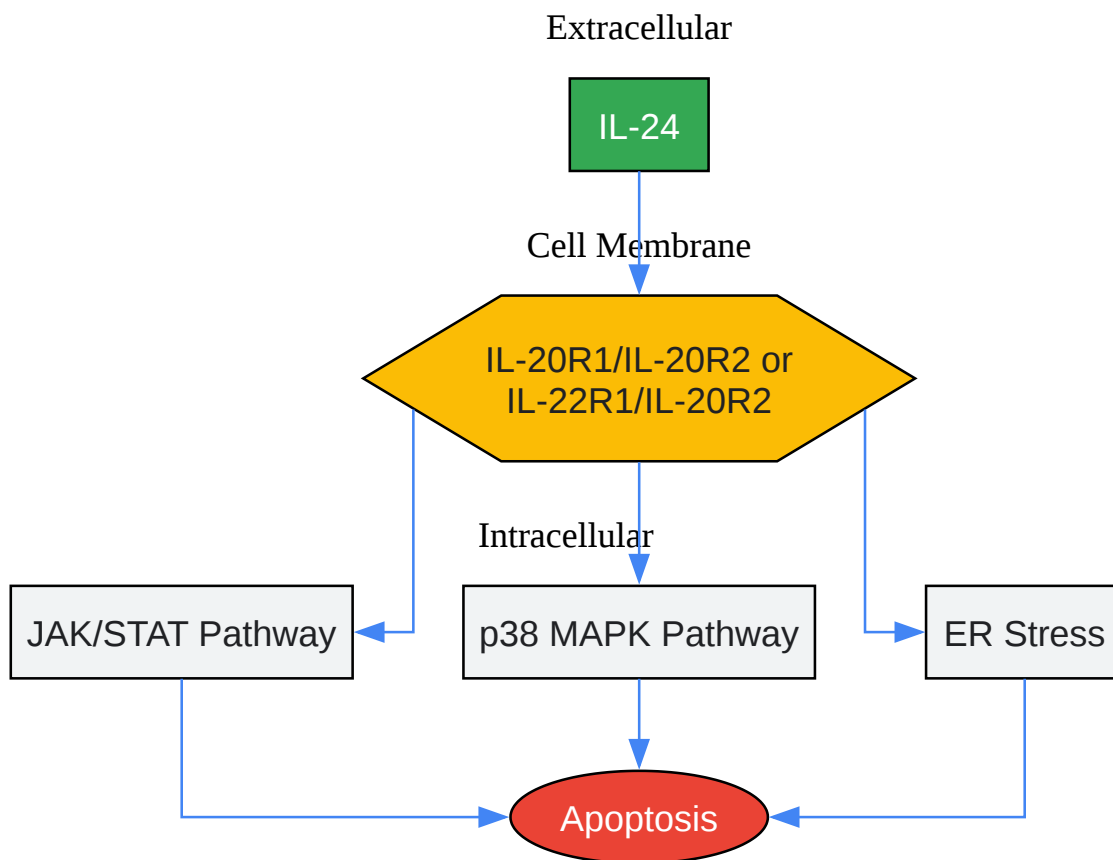 Extracellular
IL-24
Cell Membrane
IL-20R1/IL-20R2 or
IL-22R1/IL-20R2
Intracellular
JAK/STAT Pathway
p38 MAPK Pathway
ER Stress
Apoptosis